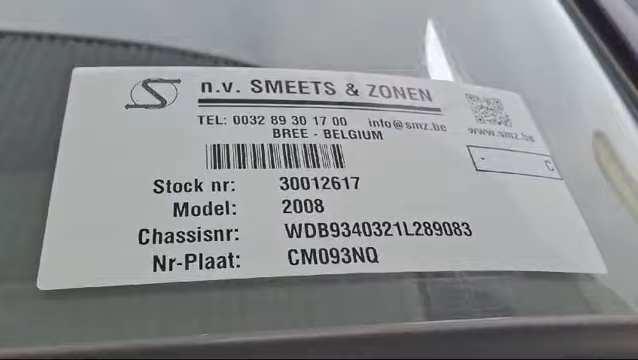 n.v. SMEETS & ZONEN
TEL: 0032 89 30 17 00 info@smz.be
BREE - BELGIUM
www.smz.be
- C
Stock nr: 30012617
Model: 2008
Chassisnr: WDB9340321L289083
Nr-Plaat: CM093NQ